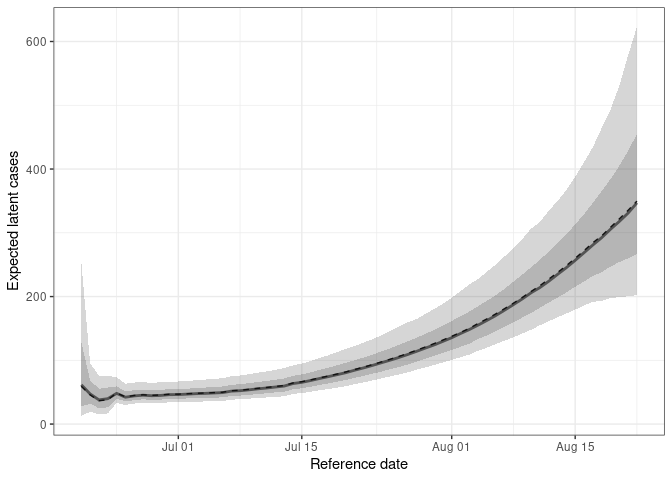 Expected latent cases
600
400
200
0
Jul 01
Jul 15
Aug 01
Aug 15
Reference date